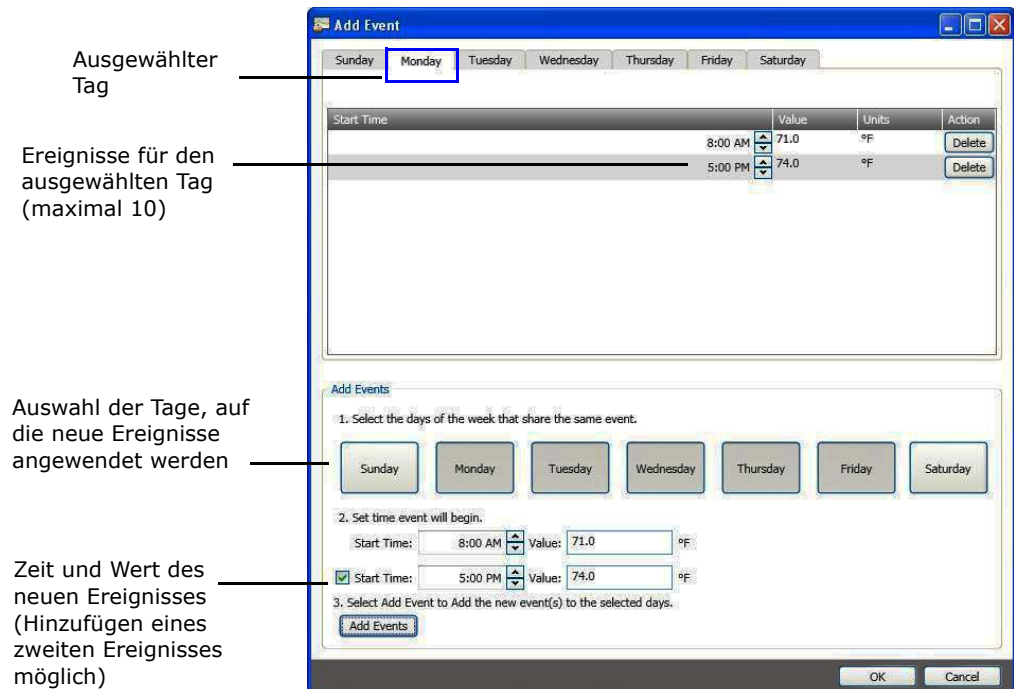 Add Event
Ausgewählter
Tag
Sunday Monday Tuesday Wednesday Thursday Friday Saturday
Start Time Value Units Action
Ereignisse für den
ausgewählten Tag
(maximal 10)
8:00 AM 71.0 °F Delete
5:00 PM 74.0 °F Delete
Add Events
1. Select the days of the week that share the same event.
Auswahl der Tage, auf
die neue Ereignisse
angewendet werden
Sunday Monday Tuesday Wednesday Thursday Friday Saturday
2. Set time event will begin.
Start Time: 8:00 AM Value: 71.0 °F
Zeit und Wert des
neuen Ereignisses
(Hinzufügen eines
zweiten Ereignisses
möglich)
Start Time: 5:00 PM Value: 74.0 °F
3. Select Add Event to Add the new event(s) to the selected days.
Add Events
OK Cancel